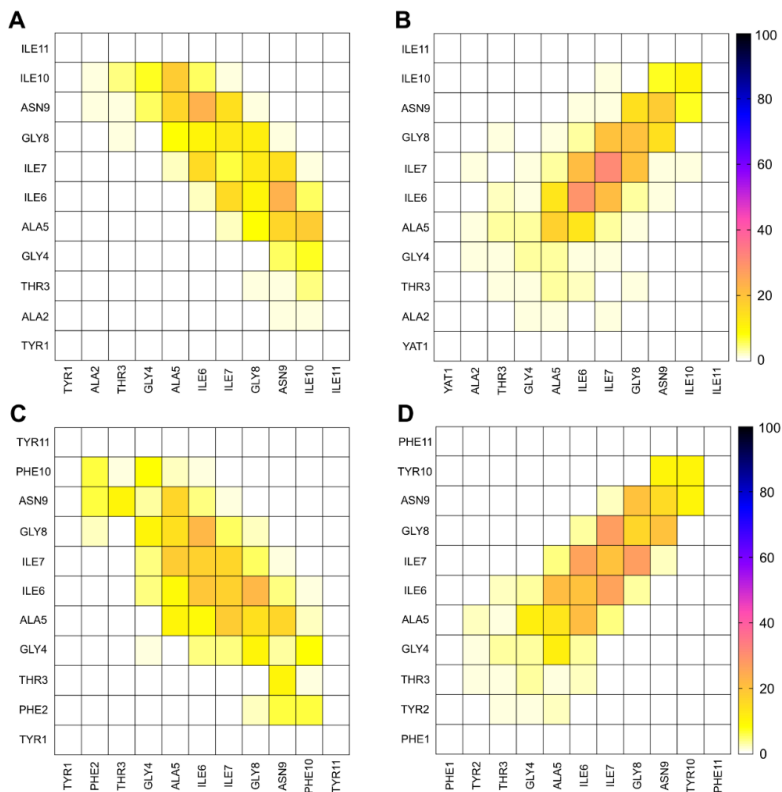 A
B
ILE11
ILE10
ASN9
GLY8
ILE7
ILE6
ALA5
GLY4
THR3
ALA2
TYR1
TYR1 ALA2 THR3 GLY4 ALA5 ILE6 ILE7 GLY8 ASN9 ILE10 ILE11
ILE11
ILE10
ASN9
GLY8
ILE7
ILE6
ALA5
GLY4
THR3
ALA2
YAT1
YAT1 ALA2 THR3 GLY4 ALA5 ILE6 ILE7 GLY8 ASN9 ILE10 ILE11
100
80
60
40
20
0
C
D
TYR11
PHE10
ASN9
GLY8
ILE7
ILE6
ALA5
GLY4
THR3
PHE2
TYR1
TYR1 PHE2 THR3 GLY4 ALA5 ILE6 ILE7 GLY8 ASN9 PHE10 TYR11
PHE11
TYR10
ASN9
GLY8
ILE7
ILE6
ALA5
GLY4
THR3
TYR2
PHE1
PHE1 TYR2 THR3 GLY4 ALA5 ILE6 ILE7 GLY8 ASN9 TYR10 PHE11
100
80
60
40
20
0